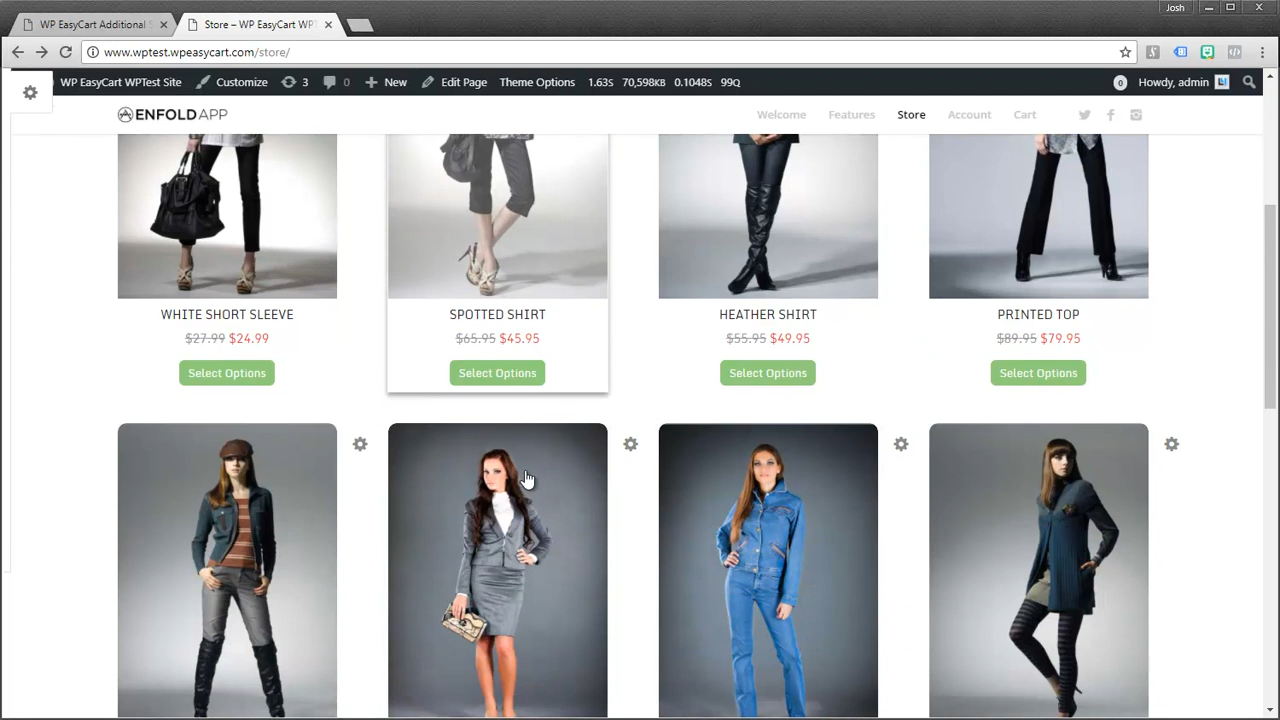 Josh
WP EasyCart Additional S
Store – WP EasyCart WPT
www.wptest.wpeasycart.com/store/
WP EasyCart WPTest Site Customize 3 0 New Edit Page Theme Options 1.63s 70,598KB 0.1048s 99Q 0 Howdy, admin
ENFOLD APP Welcome Features Store Account Cart
WHITE SHORT SLEEVE SPOTTED SHIRT HEATHER SHIRT PRINTED TOP
$27.99 $24.99 $65.95 $45.95 $55.95 $49.95 $89.95 $79.95
Select Options Select Options Select Options Select Options